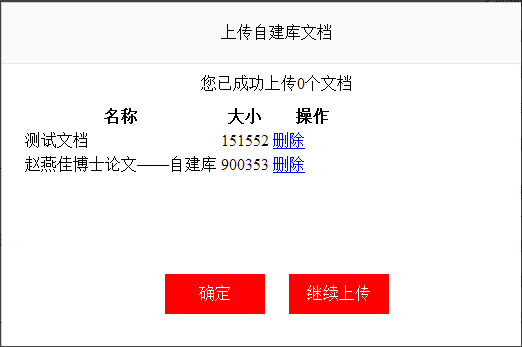 上传自建库文档
您已成功上传0个文档
名称 大小 操作
测试文档 151552 删除
赵燕佳博士论文——自建库 900353 删除
确定 继续上传